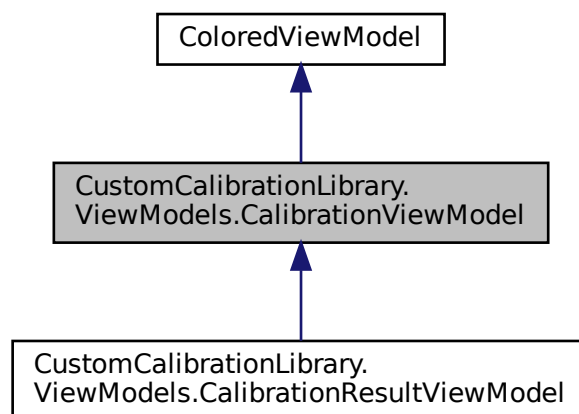 ColoredViewModel
CustomCalibrationLibrary.
ViewModels.CalibrationViewModel
CustomCalibrationLibrary.
ViewModels.CalibrationResultViewModel